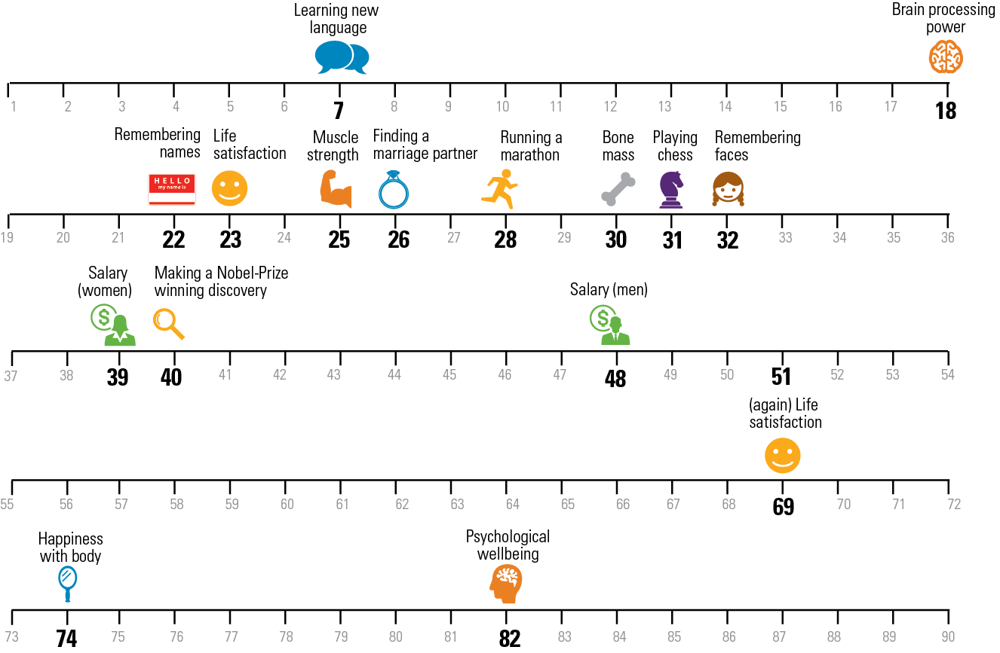 Learning new
language
Brain processing
power
1 2 3 4 5 6 7 8 9 10 11 12 13 14 15 16 17 18
Remembering
names
Life
satisfaction
Muscle
strength
Finding a
marriage partner
Running a
marathon
Bone
mass
Playing
chess
Remembering
faces
HELLO
my name is
19 20 21 22 23 24 25 26 27 28 29 30 31 32 33 34 35 36
Salary
(women)
Making a Nobel-Prize
winning discovery
Salary (men)
$
$
37 38 39 40 41 42 43 44 45 46 47 48 49 50 51 52 53 54
(again) Life
satisfaction
55 56 57 58 59 60 61 62 63 64 65 66 67 68 69 70 71 72
Happiness
with body
Psychological
wellbeing
73 74 75 76 77 78 79 80 81 82 83 84 85 86 87 88 89 90